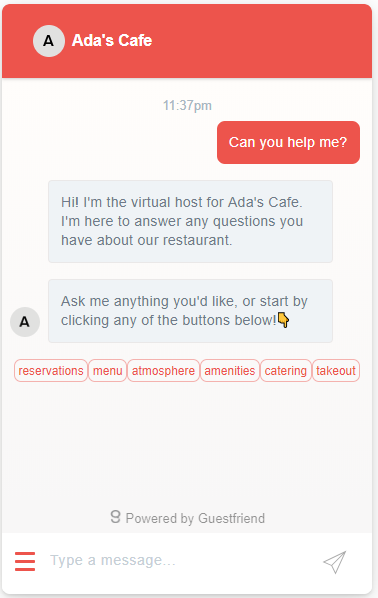 A Ada's Cafe
11:37pm
Can you help me?
Hi! I'm the virtual host for Ada's Cafe.
I'm here to answer any questions you
have about our restaurant.
Ask me anything you'd like, or start by
clicking any of the buttons below!👇
A
reservations menu atmosphere amenities catering takeout
Powered by Guestfriend
Type a message...